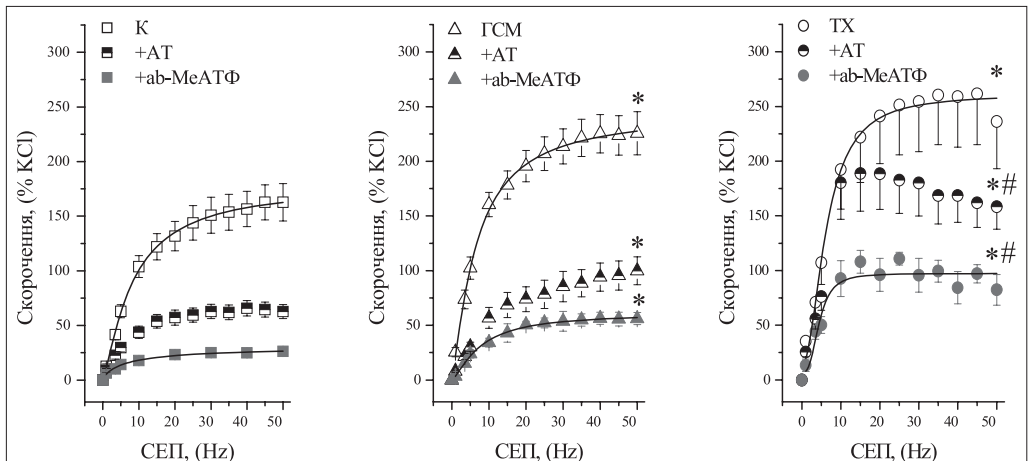 К
+АТ
+ab-МеАТФ
Скорочення, (% KCl)
300
250
200
150
100
50
0
0 10 20 30 40 50
СЕП, (Hz)
ГСМ
+АТ
+ab-МеАТФ
*
*
*
Скорочення, (% KCl)
300
250
200
150
100
50
0
0 10 20 30 40 50
СЕП, (Hz)
ТХ
+АТ
+ab-МеАТФ
*
*#
*#
Скорочення, (% KCl)
300
250
200
150
100
50
0
0 10 20 30 40 50
СЕП, (Hz)